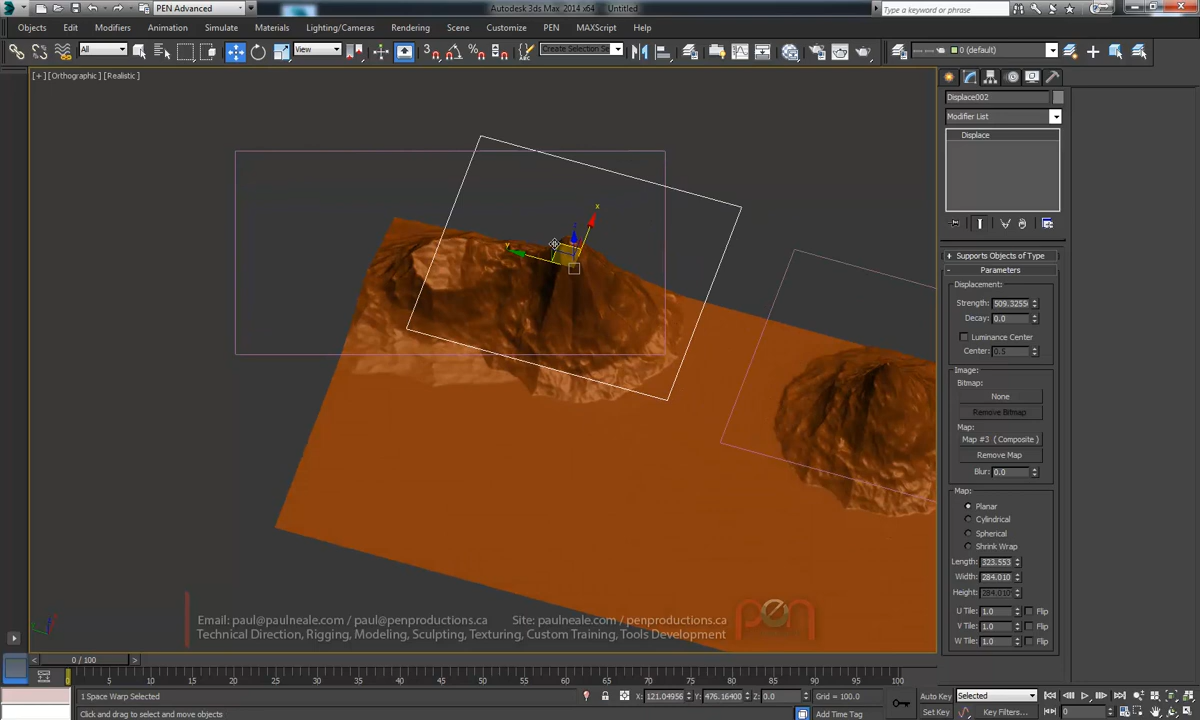 PEN Advanced
Autodesk 3ds Max 2014 x64
Untitled
Type a keyword or phrase
Objects Modifiers Animation Simulate Materials Lighting/Cameras Rendering Scene Customize PEN MAXScript Help
All
View
Create Selection Se
0 (default)
[+] [Orthographic] [Realistic]
Displace002
Modifier List
Displace
+ Supports Objects of Type
- Parameters
Displacement:
Strength: 509.3255
Decay: 0.0
Luminance Center
Center: 0.5
Image:
Bitmap:
None
Remove Bitmap
Map:
Map #3 (Composite)
Remove Map
Blur: 0.0
Map:
Planar
Cylindrical
Spherical
Shrink Wrap
Length: 323.553
Width: 284.010
Height: 284.010
U Tile: 1.0 Flip
V Tile: 1.0 Flip
W Tile: 1.0 Flip
x
y
Email: paul@paulneale.com / paul@penproductions.ca Site: paulneale.com / penproductions.ca
Technical Direction, Rigging, Modeling, Sculpting, Texturing, Custom Training, Tools Development
pen
< 0 / 100 >
0 5 10 15 20 25 30 35 40 45 50 55 60 65 70 75 80 85 90 95 100
1 Space Warp Selected
X: 121.04956 Y: 476.16400 Z: 0.0
Grid = 100.0
Auto Key
Selected
Click and drag to select and move objects
Add Time Tag
Set Key
Key Filters...
0